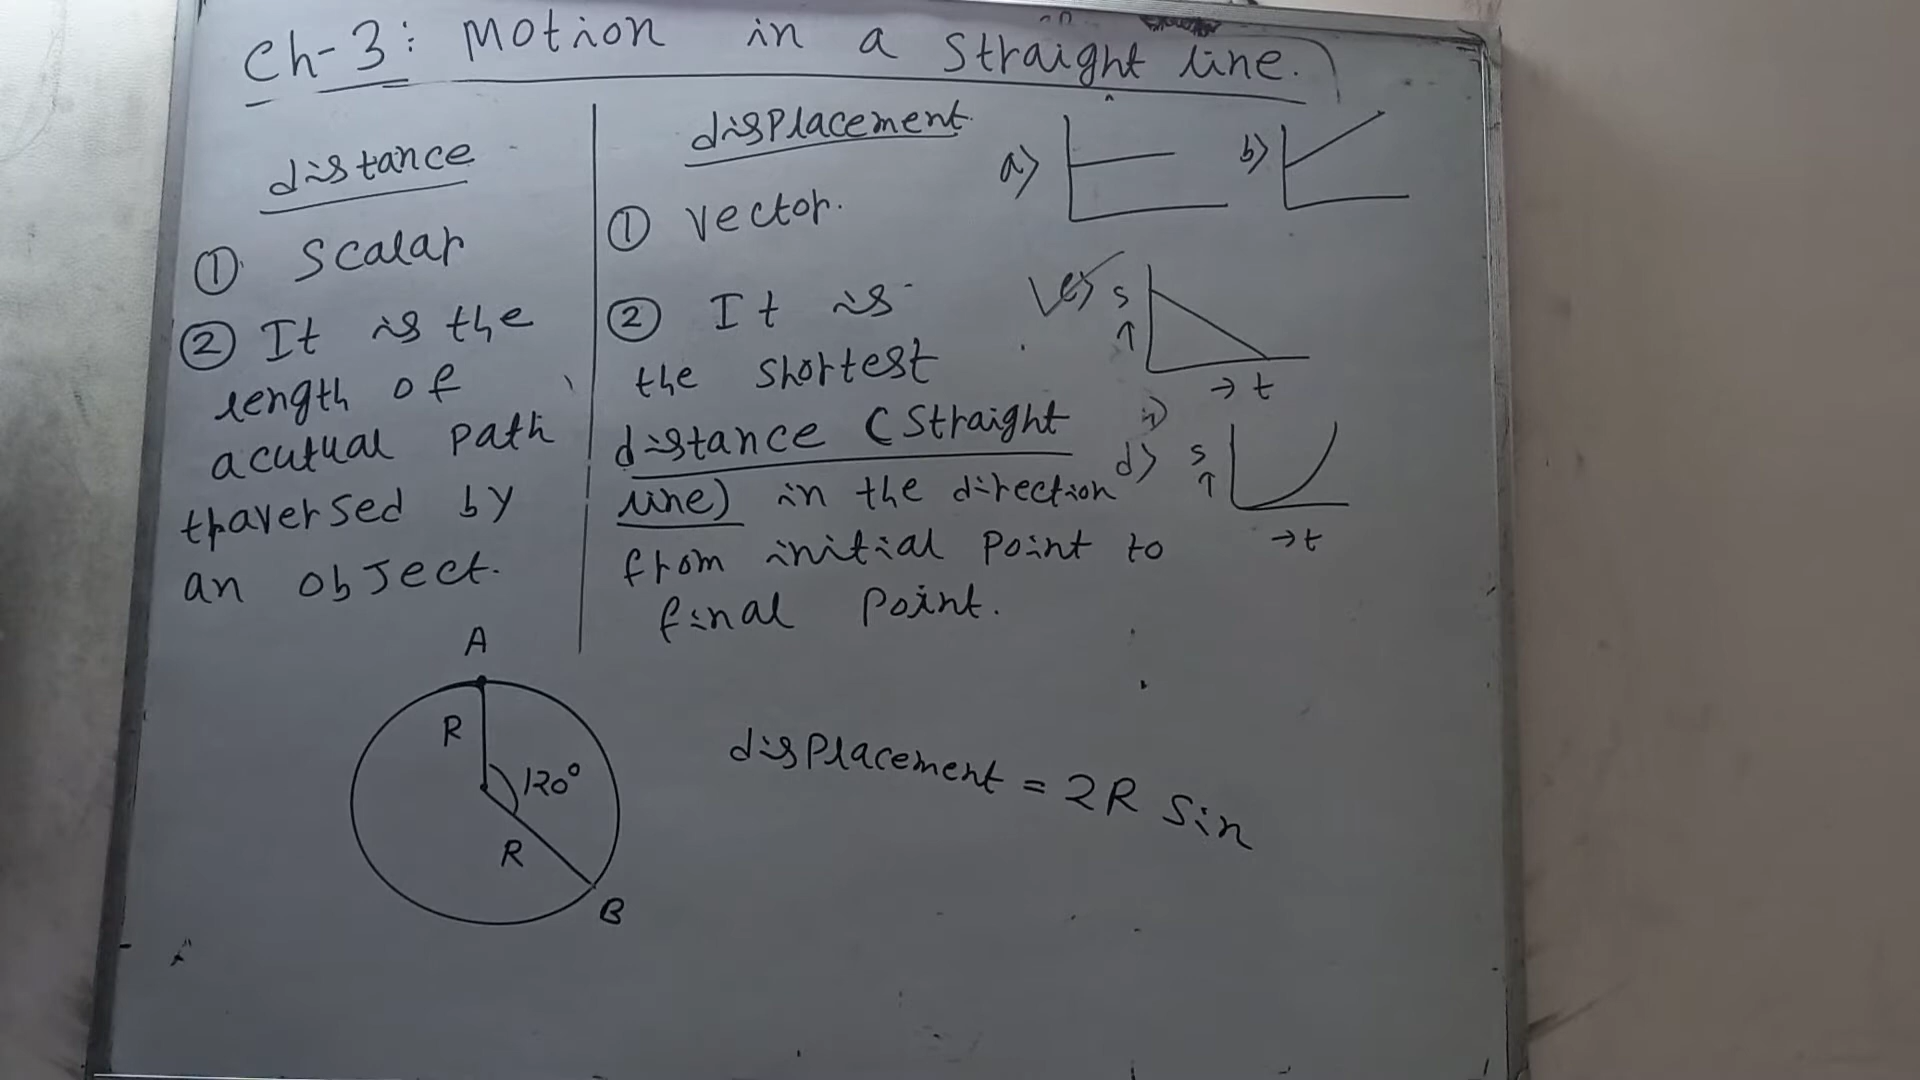 Ch-3: Motion in a Straight line.
distance
① Scalar
② It is the
length of
acutual path
traversed by
an object.
displacement
① vector.
② It is
the shortest
distance (Straight
line) in the direction
from initial point to
final point.
a)
b)
c) S
↑
→ t
d) S
↑
→ t
A
R
120°
R
B
displacement = 2R Sin